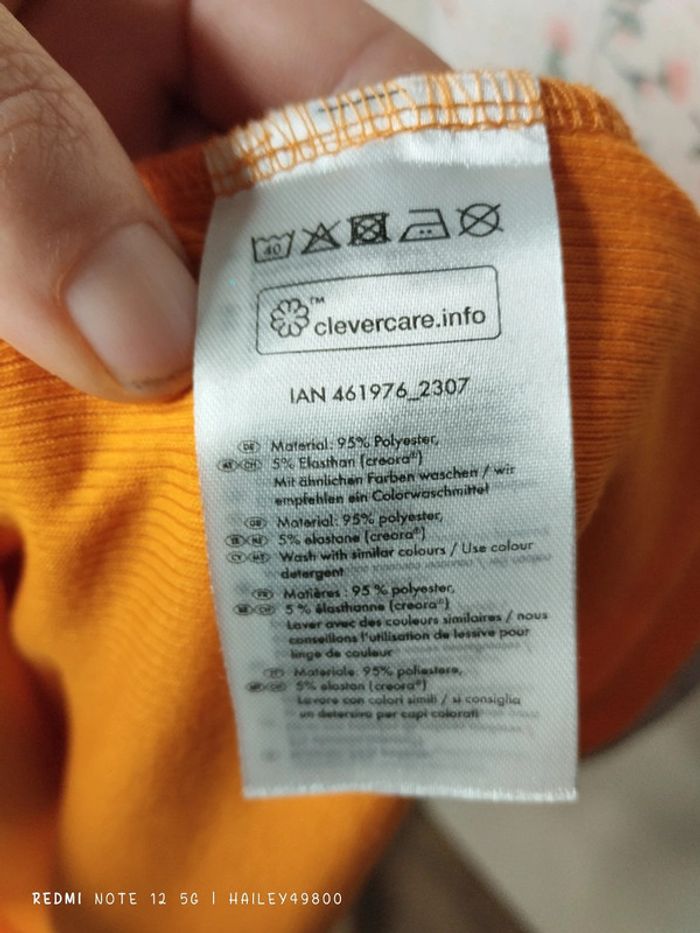 40
™
clevercare.info
IAN 461976_2307
DE Material: 95% Polyester,
AT CH 5% Elasthan (creora®)
Mit ähnlichen Farben waschen / wir
empfehlen ein Colorwaschmittel
GB Material: 95% polyester,
IE NI 5% elastane (creora®)
CY MT Wash with similar colours / Use colour
detergent
FR Matières : 95 % polyester,
BE CH 5 % élasthanne (creora®)
Laver avec des couleurs similaires / nous
conseillons l'utilisation de lessive pour
linge de couleur
IT Materiale: 95% poliestere,
5% elastan (creora®)
Lavare con colori simili / si consiglia
un detersivo per capi colorati
REDMI NOTE 12 5G | HAILEY49800